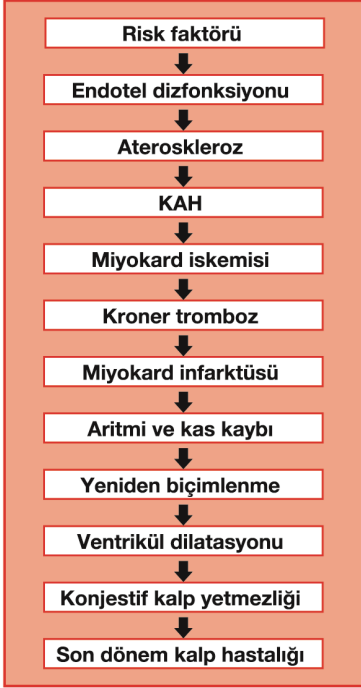 Risk faktörü
Endotel dizfonksiyonu
Ateroskleroz
KAH
Miyokard iskemisi
Kroner tromboz
Miyokard infarktüsü
Aritmi ve kas kaybı
Yeniden biçimlenme
Ventrikül dilatasyonu
Konjestif kalp yetmezliği
Son dönem kalp hastalığı